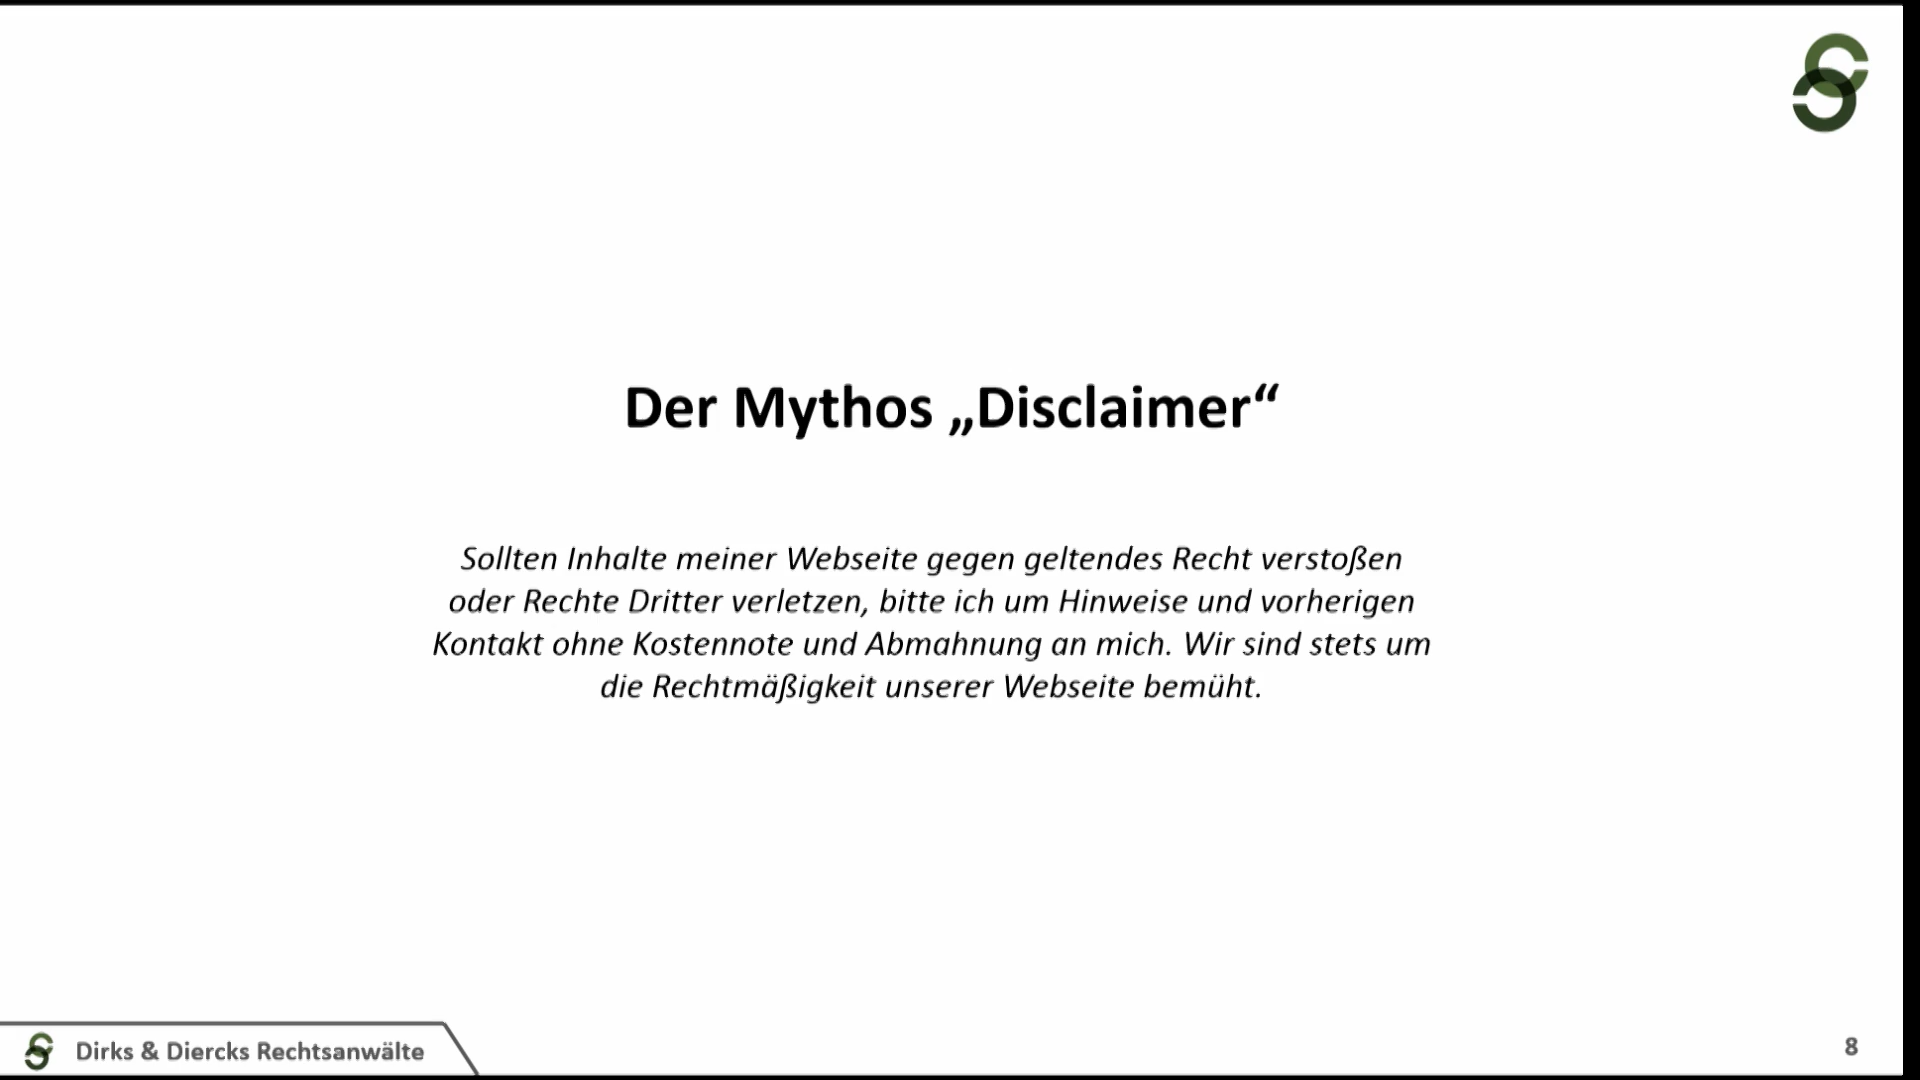 Der Mythos „Disclaimer“
Sollten Inhalte meiner Webseite gegen geltendes Recht verstoßen
oder Rechte Dritter verletzen, bitte ich um Hinweise und vorherigen
Kontakt ohne Kostennote und Abmahnung an mich. Wir sind stets um
die Rechtmäßigkeit unserer Webseite bemüht.
Dirks & Diercks Rechtsanwälte
8